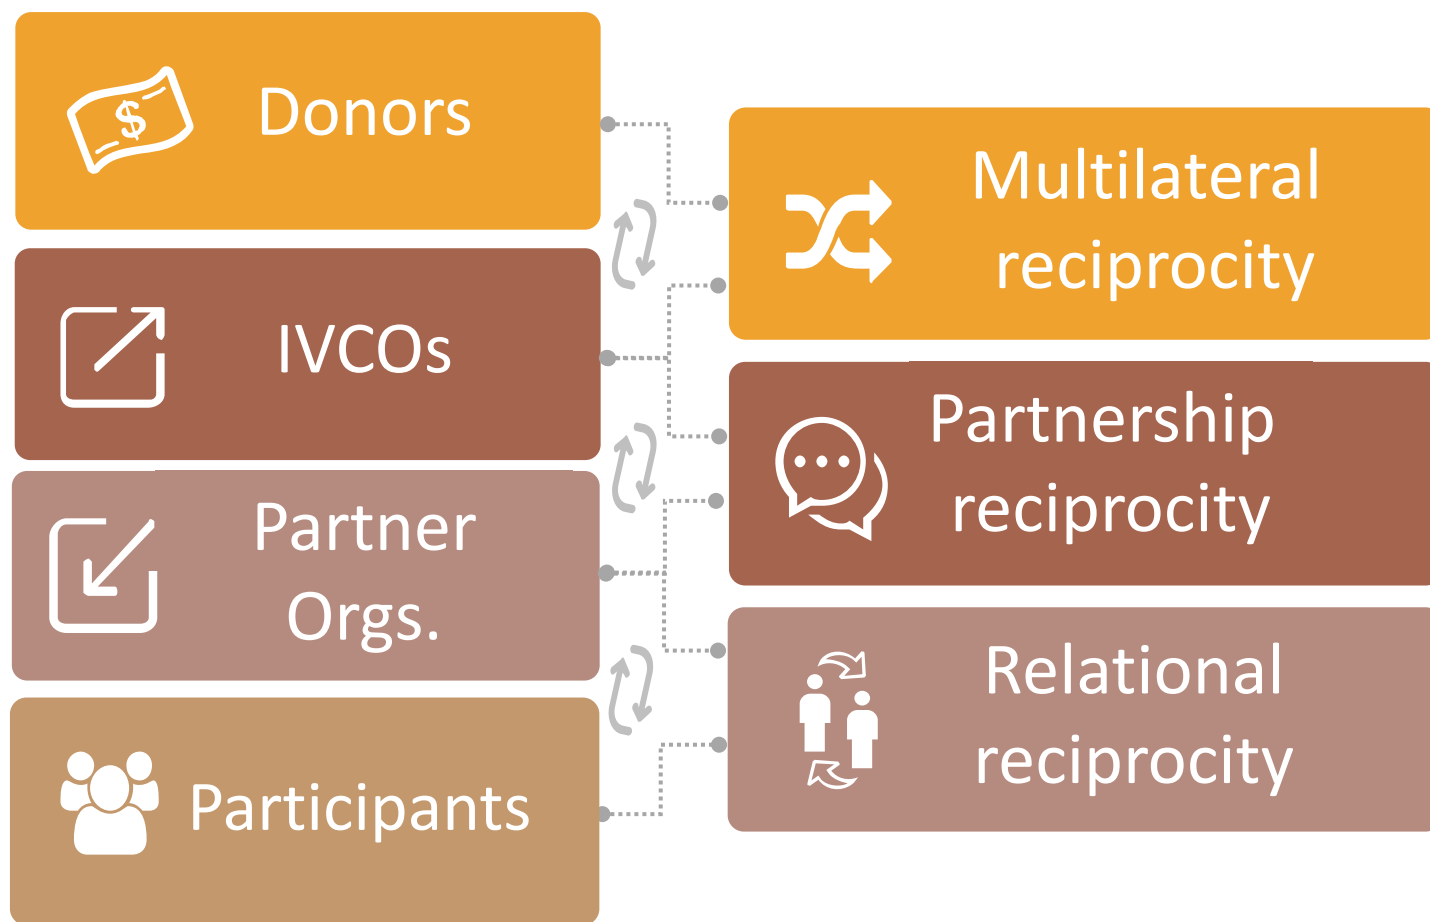 Donors
IVCOs
Partner
Orgs.
Participants
Multilateral
reciprocity
Partnership
reciprocity
Relational
reciprocity
$